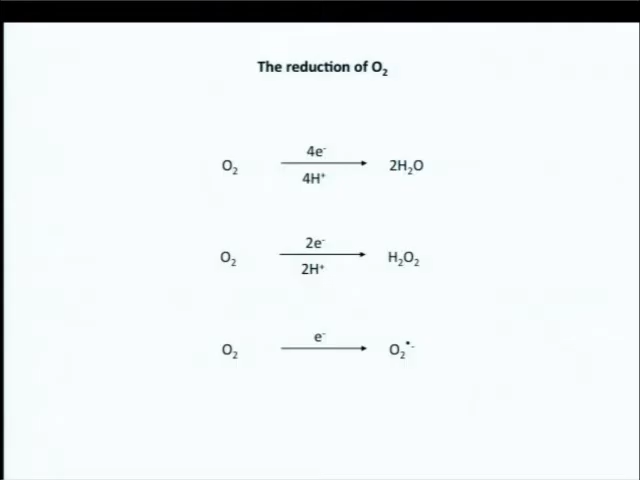 The reduction of O₂
4e⁻
O₂ 2H₂O
4H⁺
2e⁻
O₂ H₂O₂
2H⁺
e⁻
O₂ O₂•⁻